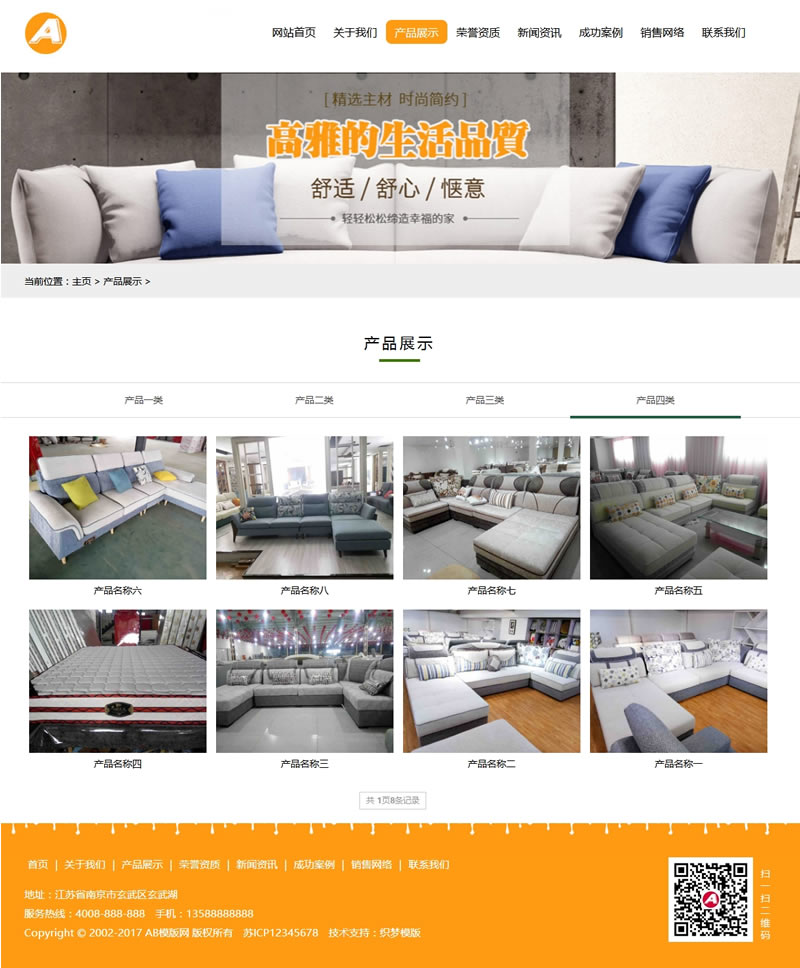 A
网站首页 关于我们 产品展示 荣誉资质 新闻资讯 成功案例 销售网络 联系我们
[ 精选主材 时尚简约 ]
高雅的生活品質
舒适 / 舒心 / 惬意
轻轻松松缔造幸福的家
当前位置：主页 > 产品展示 >
产品展示
产品一类 产品二类 产品三类 产品四类
产品名称六 产品名称八 产品名称七 产品名称五
产品名称四 产品名称三 产品名称二 产品名称一
共 1页8条记录
首页 | 关于我们 | 产品展示 | 荣誉资质 | 新闻资讯 | 成功案例 | 销售网络 | 联系我们
地址：江苏省南京市玄武区玄武湖
服务热线：4008-888-888 手机：13588888888
Copyright © 2002-2017 AB模版网 版权所有 苏ICP12345678 技术支持：织梦模版
A
扫一扫二维码